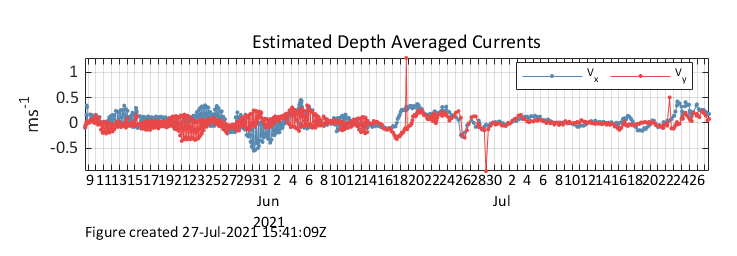 Estimated Depth Averaged Currents
Vx Vy
1
0.5
0
-0.5
ms-1
9 11 13 15 17 19 21 23 25 27 29 31 2 4 6 8 10 12 14 16 18 20 22 24 26 28 30 2 4 6 8 10 12 14 16 18 20 22 24 26
Jun Jul
2021
Figure created 27-Jul-2021 15:41:09Z